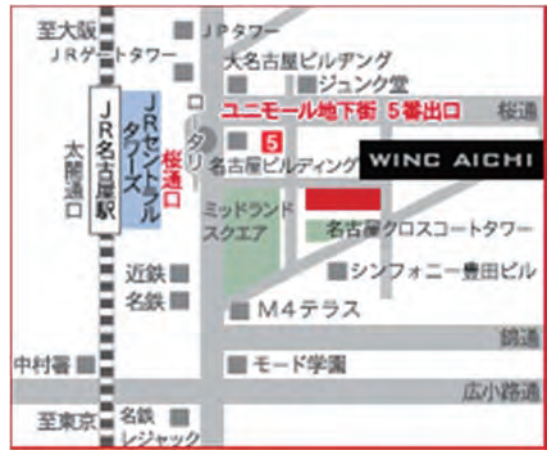 至大阪
JPタワー
JRゲートタワー
大名古屋ビルヂング
ジュンク堂
ユニモール地下街 5番出口
桜通
ロータリー
JR名古屋駅
JRセントラル
タワーズ
桜通口
太閤通口
5
名古屋ビルディング
WINC AICHI
ミッドランド
スクエア
名古屋クロスコートタワー
近鉄
シンフォニー豊田ビル
名鉄
M4テラス
錦通
中村署
モード学園
広小路通
至東京
名鉄
レジャック